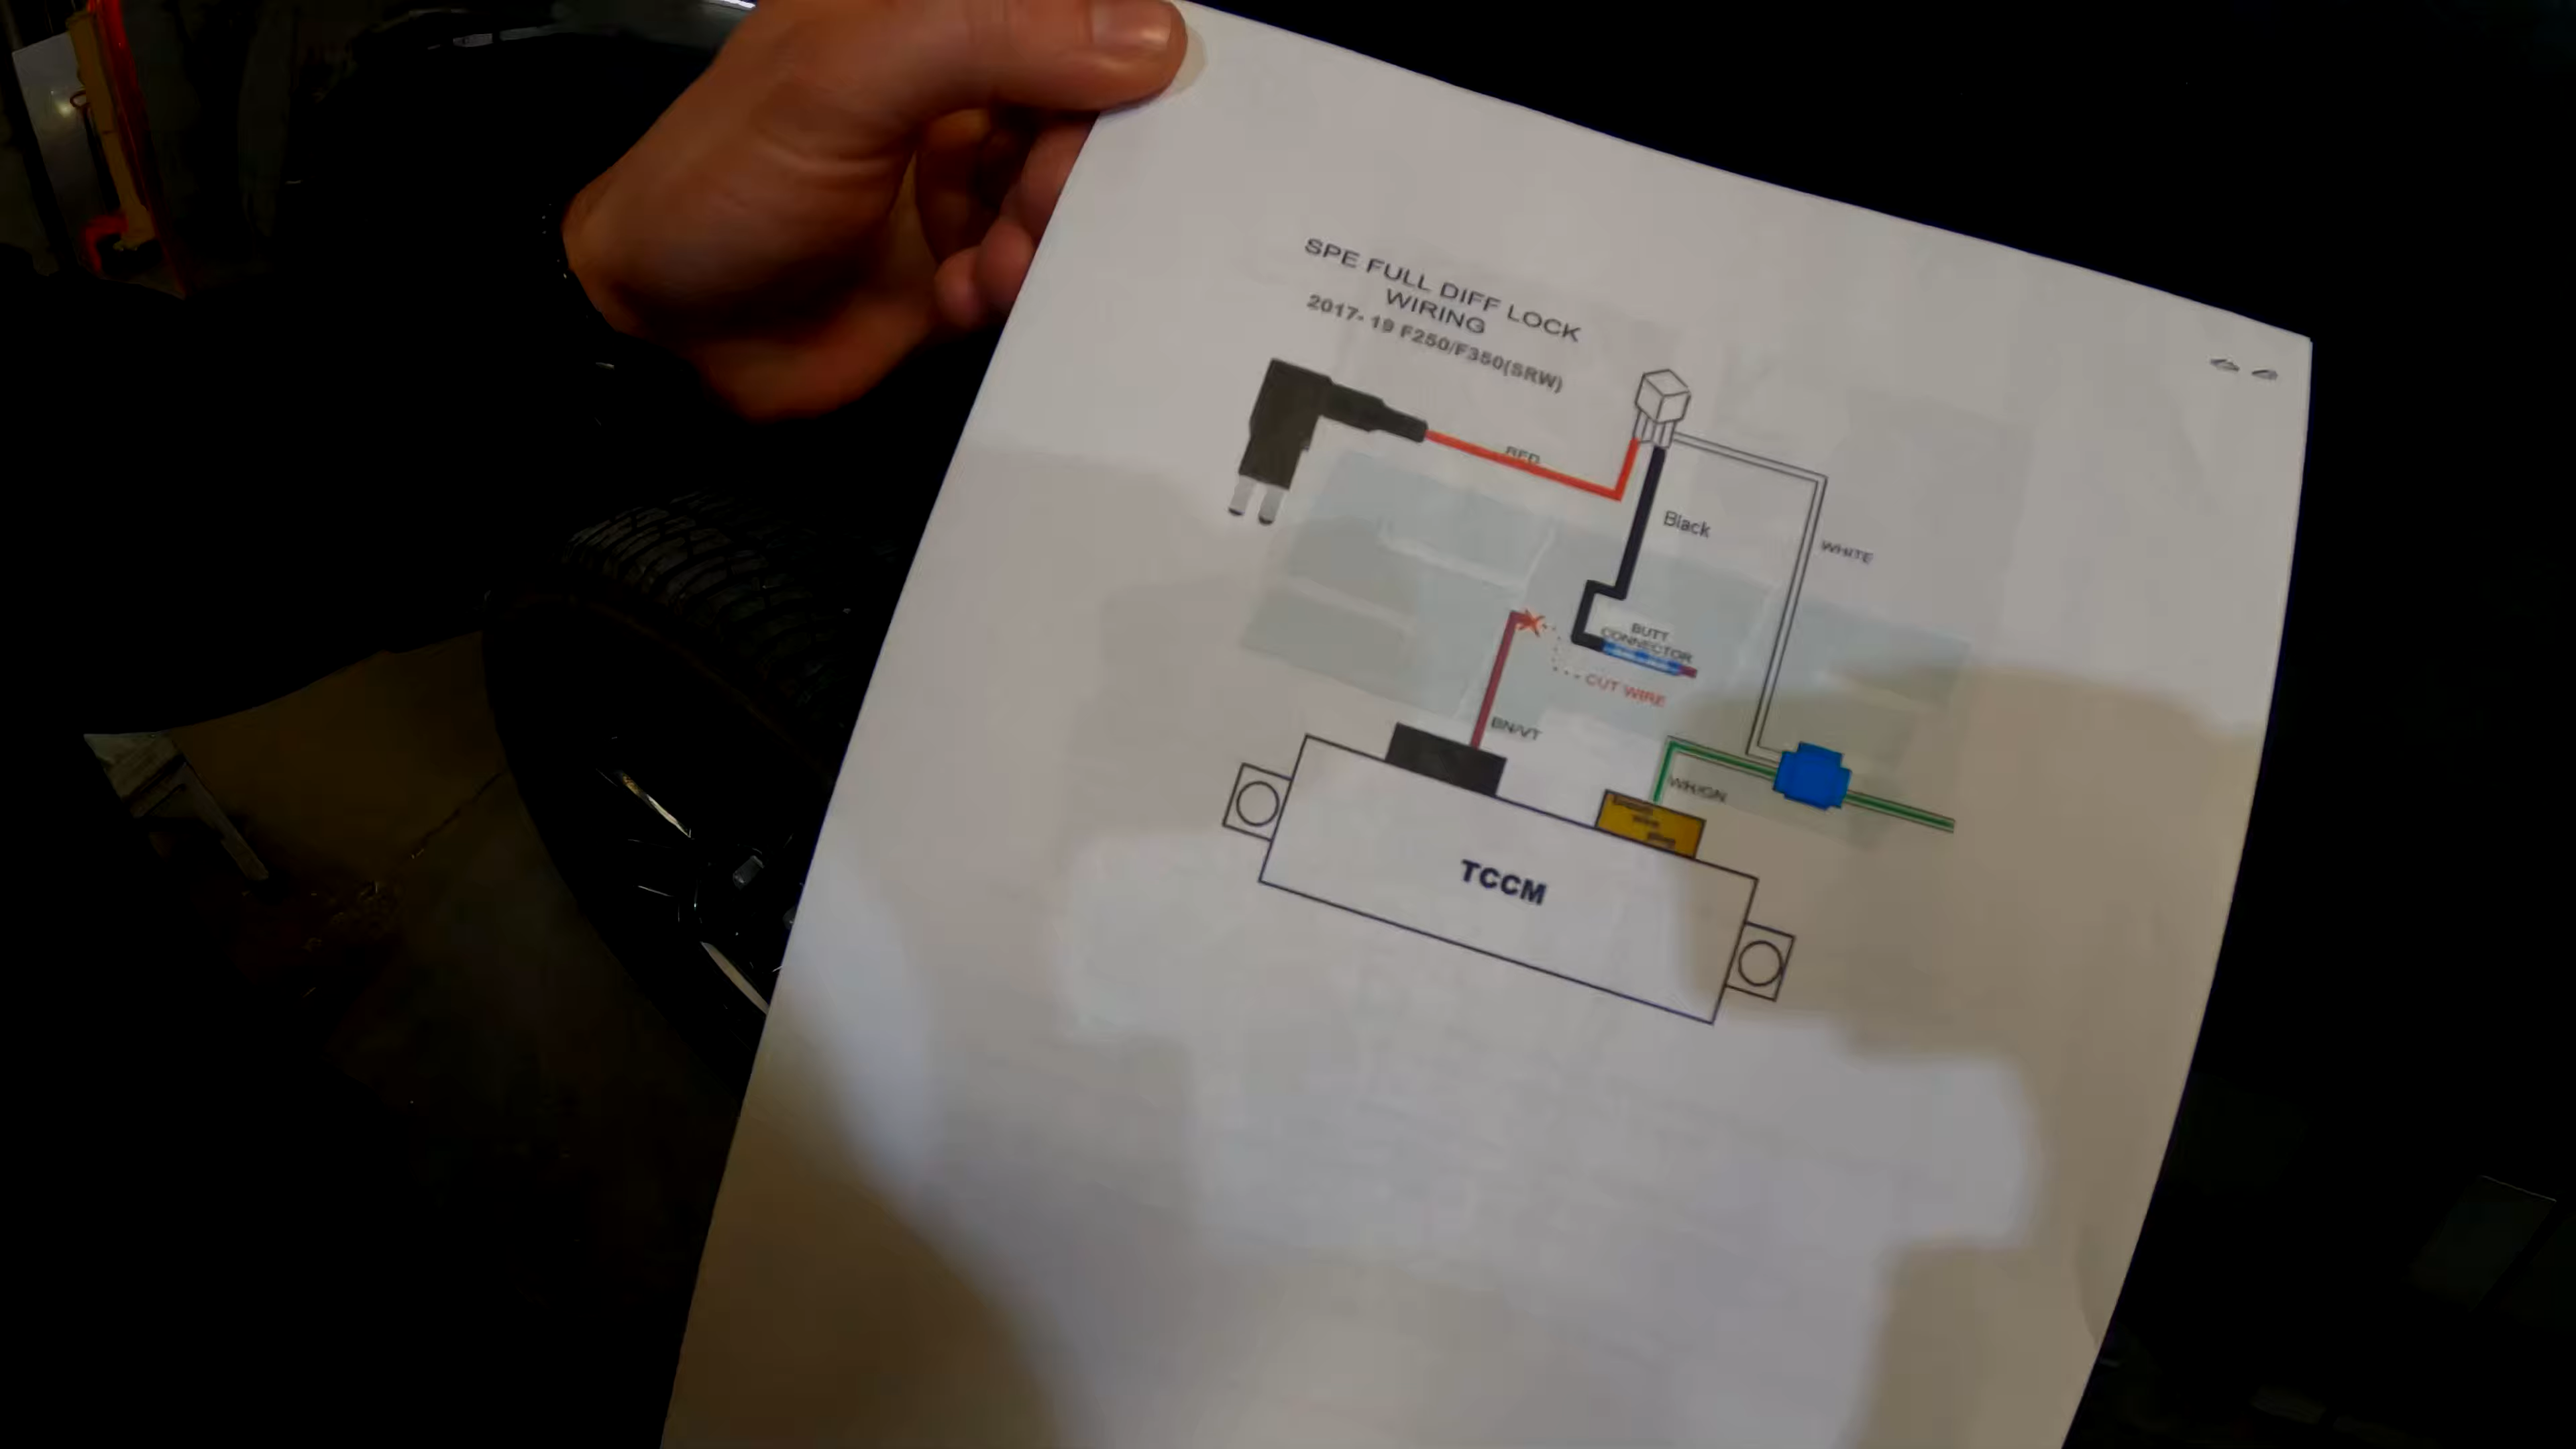 SPE FULL DIFF LOCK
WIRING
2017-19 F250/F350(SRW)
RED
Black
WHITE
BUTT
CONNECTOR
CUT WIRE
BN/VT
WH/GN
TCCM